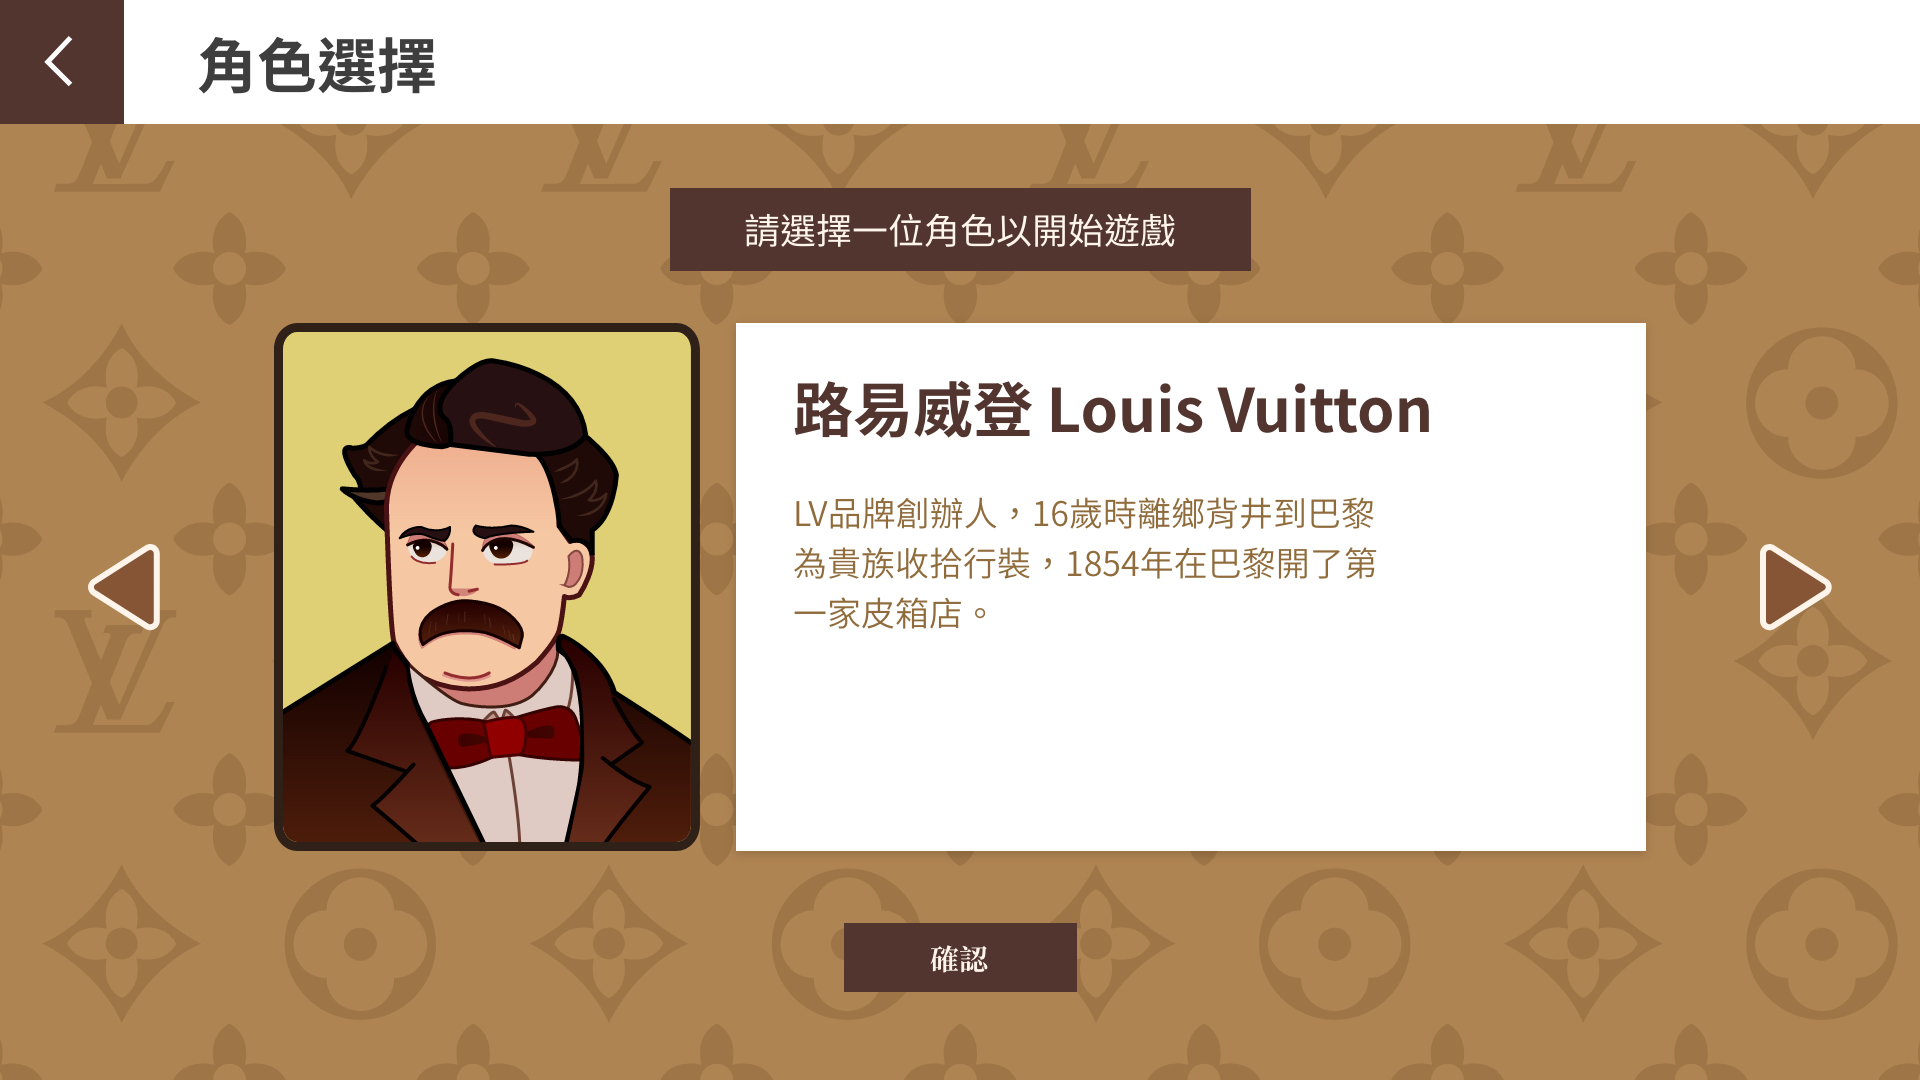 角色選擇
請選擇一位角色以開始遊戲
路易威登 Louis Vuitton
LV品牌創辦人，16歲時離鄉背井到巴黎
為貴族收拾行裝，1854年在巴黎開了第
一家皮箱店。
確認